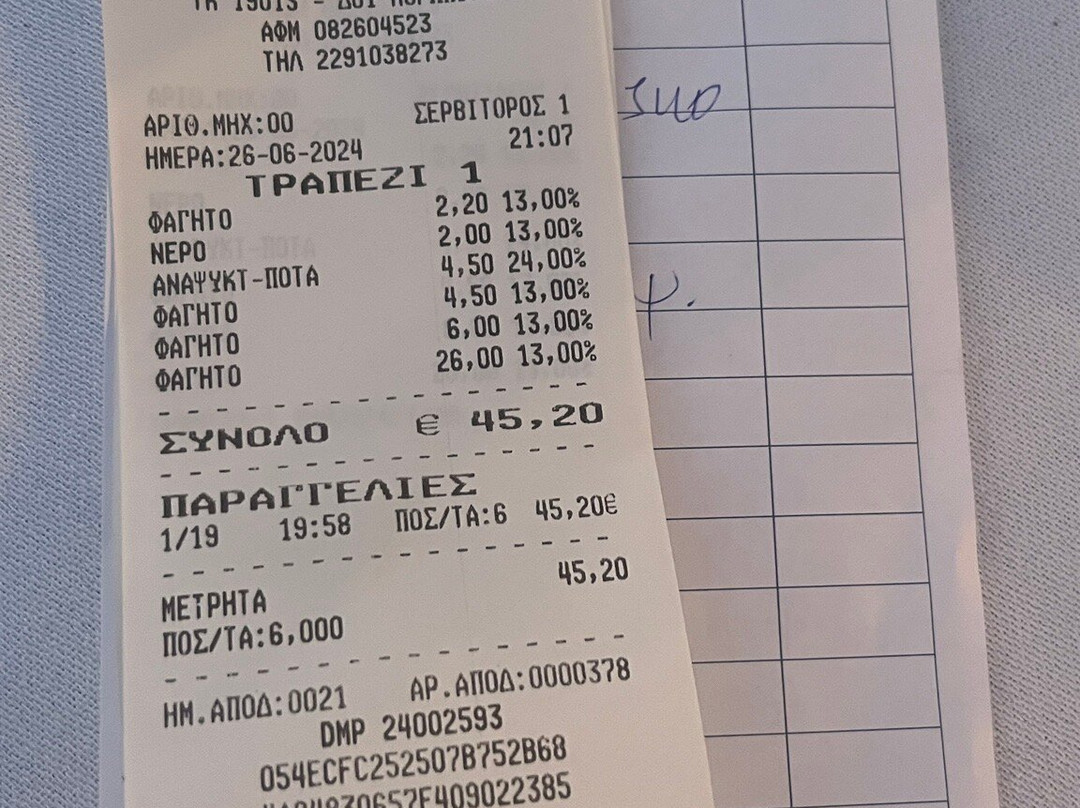 ΤΚ 19013 - ΔΟΥ
ΑΦΜ 082604523
ΤΗΛ 2291038273
ΑΡΙΘ.ΜΗΧ:00 ΣΕΡΒΙΤΟΡΟΣ 1
ΗΜΕΡΑ:26-06-2024 21:07
ΤΡΑΠΕΖΙ 1
ΦΑΓΗΤΟ 2,20 13,00%
ΝΕΡΟ 2,00 13,00%
ΑΝΑΨΥΚΤ-ΠΟΤΑ 4,50 24,00%
ΦΑΓΗΤΟ 4,50 13,00%
ΦΑΓΗΤΟ 6,00 13,00%
ΦΑΓΗΤΟ 26,00 13,00%
ΣΥΝΟΛΟ € 45,20
ΠΑΡΑΓΓΕΛΙΕΣ
1/19 19:58 ΠΟΣ/ΤΑ:6 45,20€
ΜΕΤΡΗΤΑ 45,20
ΠΟΣ/ΤΑ:6,000
ΗΜ.ΑΠΟΔ:0021 ΑΡ.ΑΠΟΔ:0000378
DMP 24002593
054ECFC252507B752B68